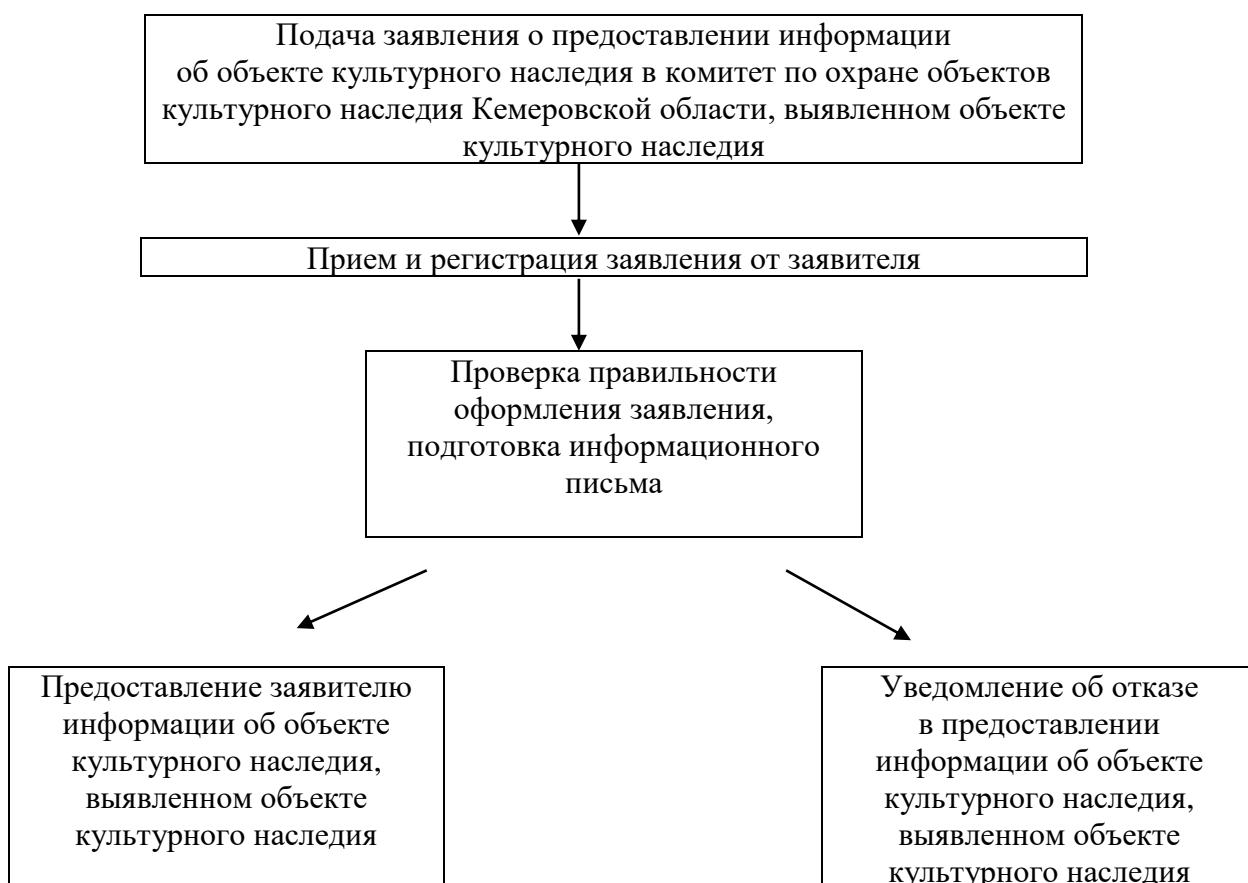 Подача заявления о предоставлении информации
об объекте культурного наследия в комитет по охране объектов
культурного наследия Кемеровской области, выявленном объекте
культурного наследия
Прием и регистрация заявления от заявителя
Проверка правильности
оформления заявления,
подготовка информационного
письма
Предоставление заявителю
информации об объекте
культурного наследия,
выявленном объекте
культурного наследия
Уведомление об отказе
в предоставлении
информации об объекте
культурного наследия,
выявленном объекте
культурного наследия